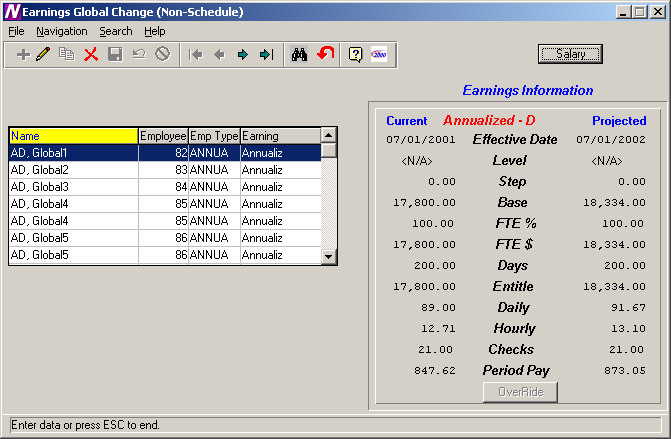 Earnings Global Change (Non-Schedule)
File Navigation Search Help
Salary
Earnings Information
Name Employee Emp Type Earning
AD, Global1 82 ANNUA Annualiz
AD, Global2 83 ANNUA Annualiz
AD, Global3 84 ANNUA Annualiz
AD, Global4 85 ANNUA Annualiz
AD, Global4 85 ANNUA Annualiz
AD, Global5 86 ANNUA Annualiz
AD, Global5 86 ANNUA Annualiz
Current Annualized - D Projected
07/01/2001 Effective Date 07/01/2002
<N/A> Level <N/A>
0.00 Step 0.00
17,800.00 Base 18,334.00
100.00 FTE % 100.00
17,800.00 FTE $ 18,334.00
200.00 Days 200.00
17,800.00 Entitle 18,334.00
89.00 Daily 91.67
12.71 Hourly 13.10
21.00 Checks 21.00
847.62 Period Pay 873.05
OverRide
Enter data or press ESC to end.